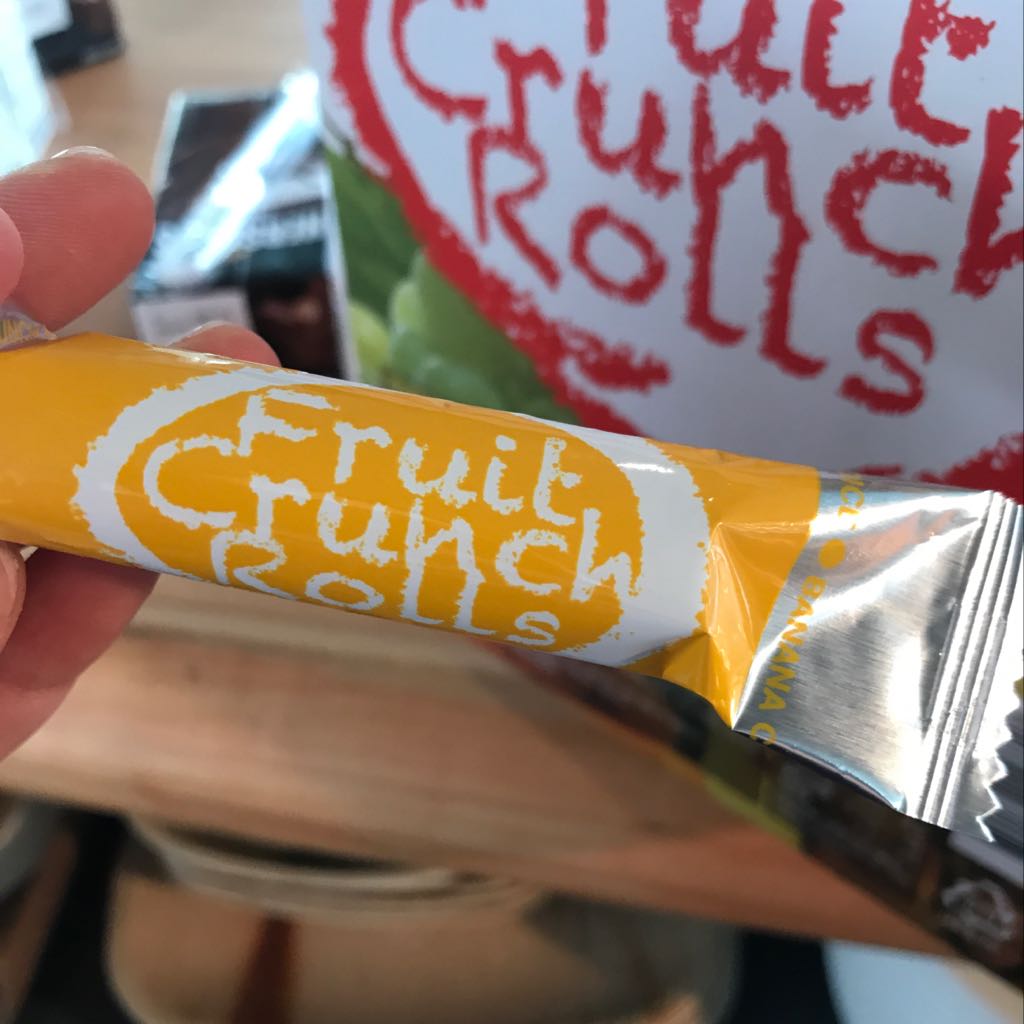 Fruit
Crunch
Rolls
Fruit
Crunch
Rolls
BANANA